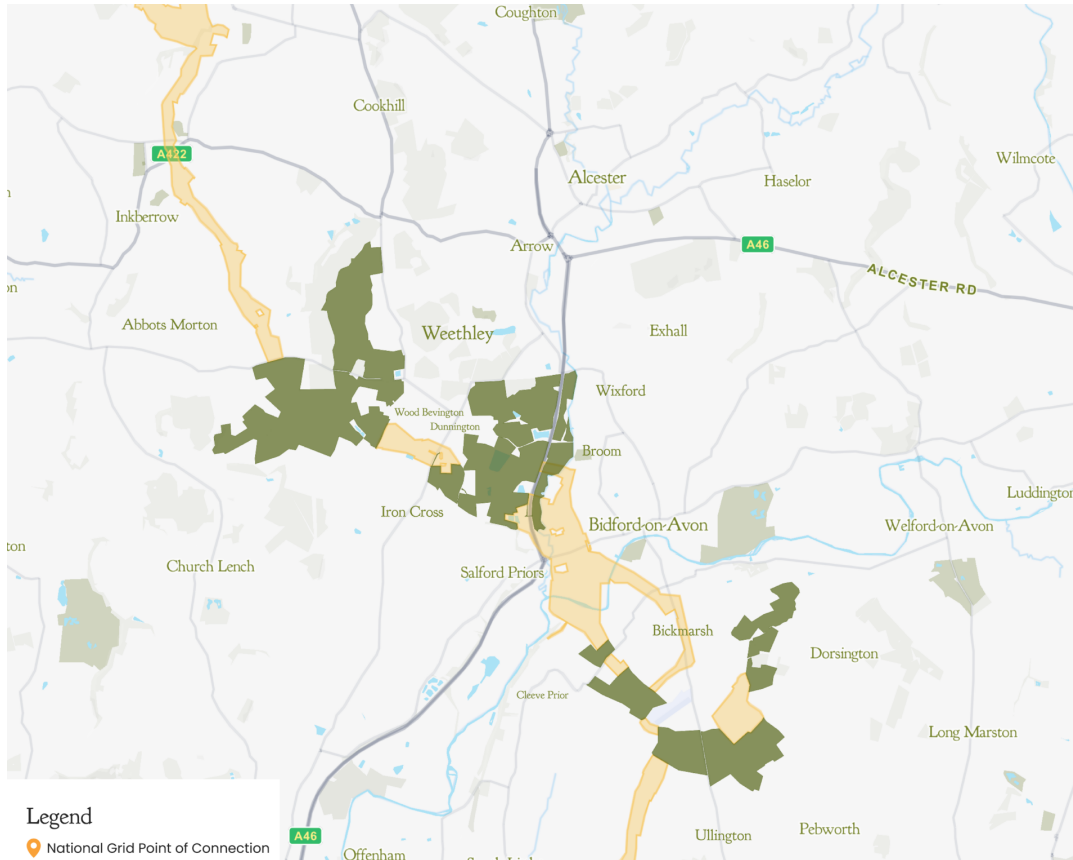 Coughton
Cookhill
A422
Alcester
Haselor
Wilmcote
Inkberrow
Arrow
A46
ALCESTER RD
Abbots Morton
Weethley
Exhall
Wixford
Wood Bevington
Dunnington
Broom
Iron Cross
Bidford-on-Avon
Welford-on-Avon
Luddington
Church Lench
Salford Priors
Bickmarsh
Dorsington
Cleeve Prior
Long Marston
Legend
National Grid Point of Connection
A46
Ullington
Pebworth
Offenham